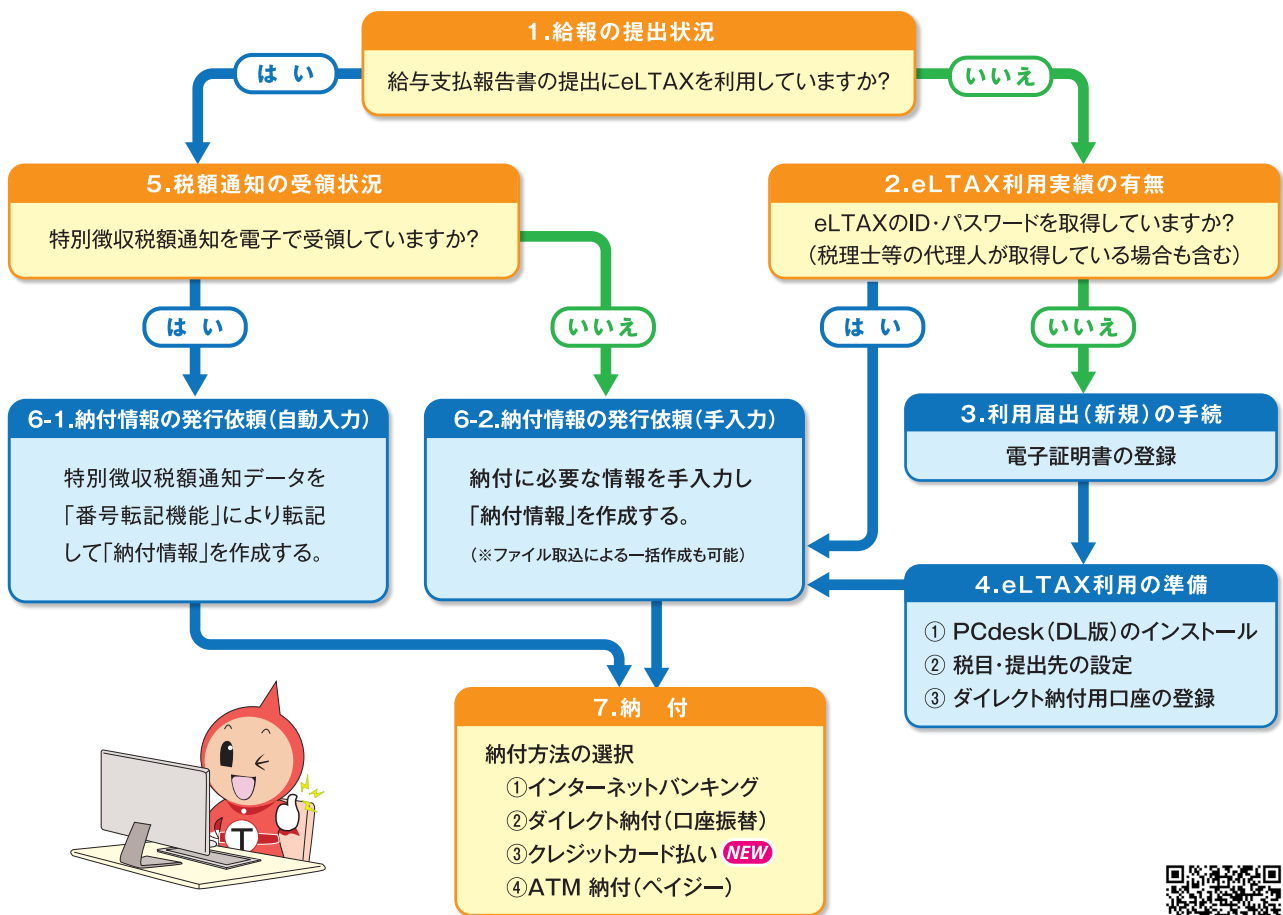 1.給報の提出状況
給与支払報告書の提出にeLTAXを利用していますか?
はい
いいえ
5.税額通知の受領状況
特別徴収税額通知を電子で受領していますか?
2.eLTAX利用実績の有無
eLTAXのID・パスワードを取得していますか?
(税理士等の代理人が取得している場合も含む)
はい
いいえ
はい
いいえ
6-1.納付情報の発行依頼(自動入力)
特別徴収税額通知データを
「番号転記機能」により転記
して「納付情報」を作成する。
6-2.納付情報の発行依頼(手入力)
納付に必要な情報を手入力し
「納付情報」を作成する。
(※ファイル取込による一括作成も可能)
3.利用届出(新規)の手続
電子証明書の登録
4.eLTAX利用の準備
① PCdesk(DL版)のインストール
② 税目・提出先の設定
③ ダイレクト納付用口座の登録
7.納　付
納付方法の選択
①インターネットバンキング
②ダイレクト納付(口座振替)
③クレジットカード払い NEW
④ATM 納付(ペイジー)
T